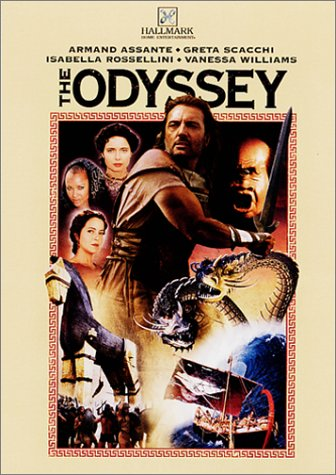 HALLMARK
HOME ENTERTAINMENT
ARMAND ASSANTE • GRETA SCACCHI
ISABELLA ROSSELLINI • VANESSA WILLIAMS
THE ODYSSEY